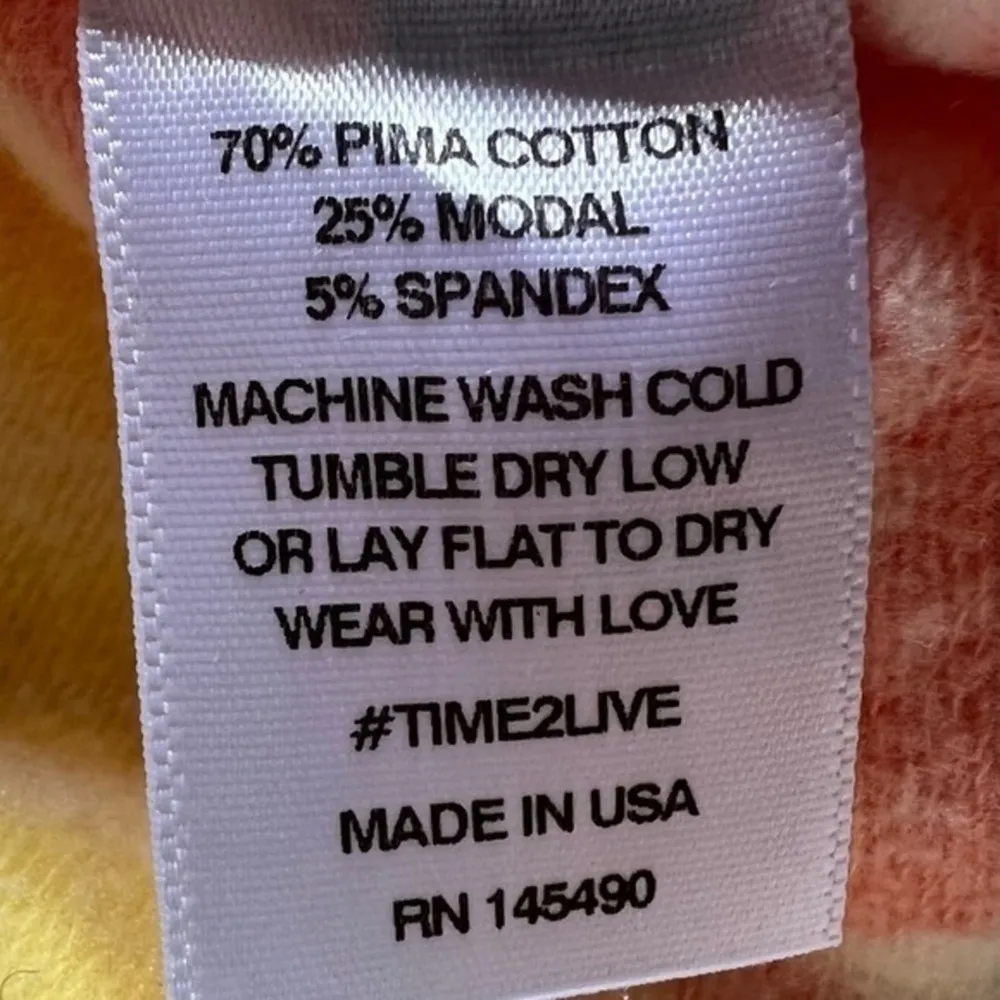 70% PIMA COTTON
25% MODAL
5% SPANDEX
MACHINE WASH COLD
TUMBLE DRY LOW
OR LAY FLAT TO DRY
WEAR WITH LOVE
#TIME2LIVE
MADE IN USA
RN 145490